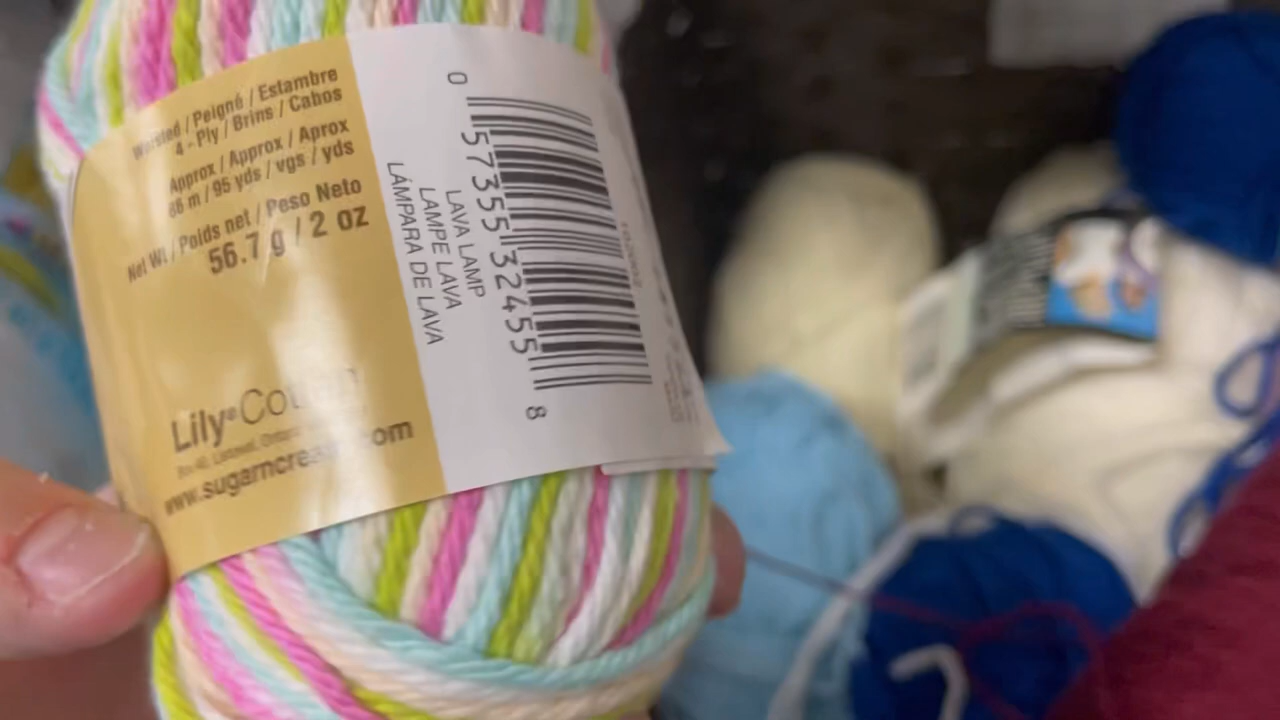 Worsted / Peigné / Estambre
4 - Ply / Brins / Cabos
Approx / Approx / Aprox
86 m / 95 yds / vgs / yds
Net Wt / Poids net / Peso Neto
56.7 g / 2 oz
Lily®
www.sugarncream.com
LAVA LAMP
LAMPE LAVA
LÁMPARA DE LAVA
0 57355 32455 8